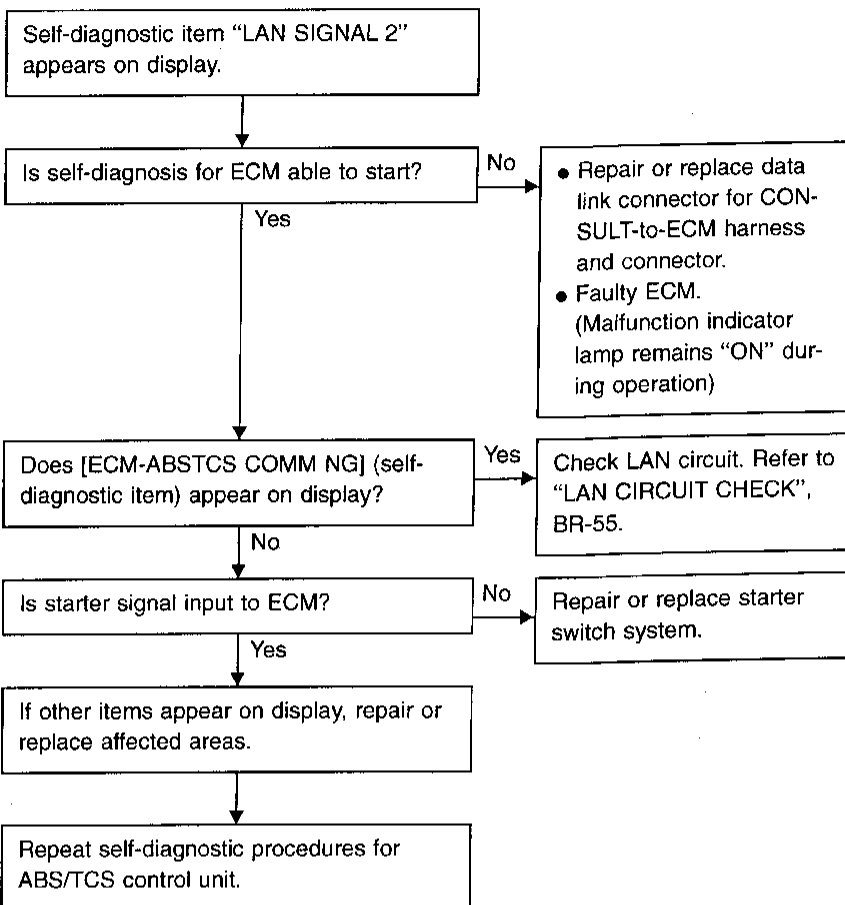 Self-diagnostic item “LAN SIGNAL 2”
appears on display.
Is self-diagnosis for ECM able to start?
No
● Repair or replace data
link connector for CON-
SULT-to-ECM harness
and connector.
● Faulty ECM.
(Malfunction indicator
lamp remains “ON” dur-
ing operation)
Yes
Does [ECM-ABSTCS COMM NG] (self-
diagnostic item) appear on display?
Yes
Check LAN circuit. Refer to
“LAN CIRCUIT CHECK”,
BR-55.
No
Is starter signal input to ECM?
No
Repair or replace starter
switch system.
Yes
If other items appear on display, repair or
replace affected areas.
Repeat self-diagnostic procedures for
ABS/TCS control unit.